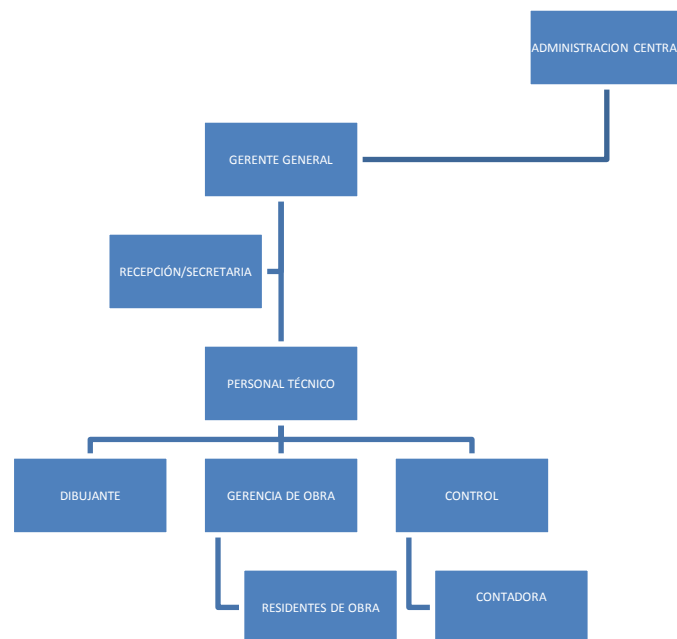 ADMINISTRACION CENTRA
GERENTE GENERAL
RECEPCIÓN/SECRETARIA
PERSONAL TÉCNICO
DIBUJANTE
GERENCIA DE OBRA
CONTROL
RESIDENTES DE OBRA
CONTADORA